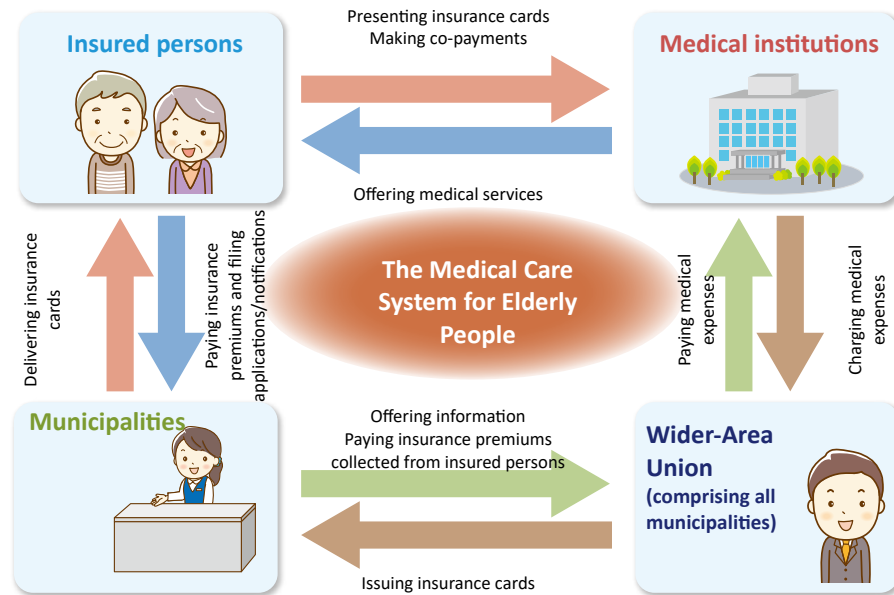 Presenting insurance cards
Making co-payments
Insured persons
Medical institutions
Offering medical services
Delivering insurance
cards
Paying insurance
premiums and filing
applications/notifications
The Medical Care
System for Elderly
People
Paying medical
expenses
Charging medical
expenses
Municipalities
Offering information
Paying insurance premiums
collected from insured persons
Wider-Area
Union
(comprising all
municipalities)
Issuing insurance cards